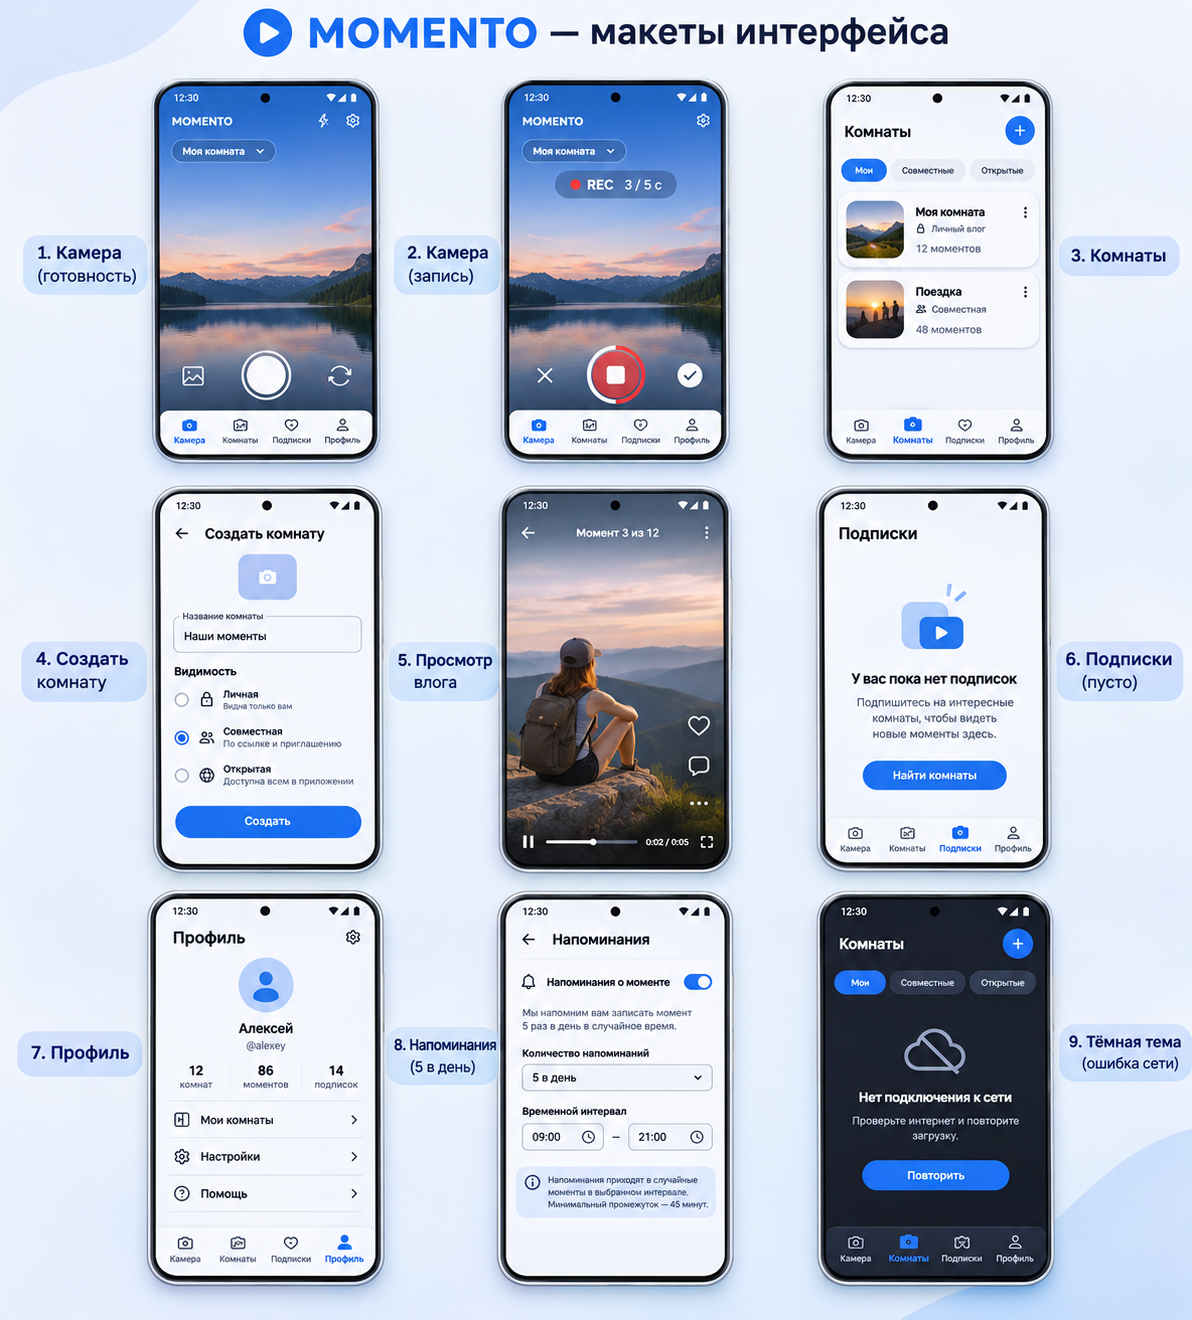 MOMENTO — макеты интерфейса
12:30
MOMENTO
Моя комната
Камера
Комнаты
Подписки
Профиль
1. Камера
(готовность)
12:30
MOMENTO
Моя комната
REC 3 / 5 с
Камера
Комнаты
Подписки
Профиль
2. Камера
(запись)
12:30
Комнаты
Мои
Совместные
Открытые
Моя комната
Личный влог
12 моментов
Поездка
Совместная
48 моментов
Камера
Комнаты
Подписки
Профиль
3. Комнаты
12:30
Создать комнату
Название комнаты
Наши моменты
Видимость
Личная
Видна только вам
Совместная
По ссылке и приглашению
Открытая
Доступна всем в приложении
Создать
4. Создать
комнату
12:30
Момент 3 из 12
0:02 / 0:05
5. Просмотр
влога
12:30
Подписки
У вас пока нет подписок
Подпишитесь на интересные
комнаты, чтобы видеть
новые моменты здесь.
Найти комнаты
Камера
Комнаты
Подписки
Профиль
6. Подписки
(пусто)
12:30
Профиль
Алексей
@alexey
12
комнат
86
моментов
14
подписок
Мои комнаты
Настройки
Помощь
Камера
Комнаты
Подписки
Профиль
7. Профиль
12:30
Напоминания
Напоминания о моменте
Мы напомним вам записать момент
5 раз в день в случайное время.
Количество напоминаний
5 в день
Временной интервал
09:00 — 21:00
Напоминания приходят в случайные
моменты в выбранном интервале.
Минимальный промежуток — 45 минут.
8. Напоминания
(5 в день)
12:30
Комнаты
Мои
Совместные
Открытые
Нет подключения к сети
Проверьте интернет и повторите
загрузку.
Повторить
Камера
Комнаты
Подписки
Профиль
9. Тёмная тема
(ошибка сети)